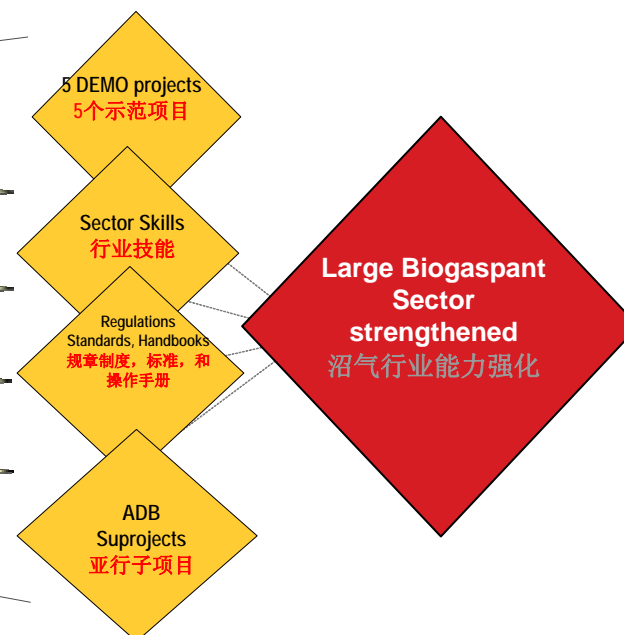 5 DEMO projects
5个示范项目
Sector Skills
行业技能
Regulations
Standards, Handbooks
规章制度，标准，和
操作手册
ADB
Suprojects
亚行子项目
Large Biogaspant
Sector
strengthened
沼气行业能力强化